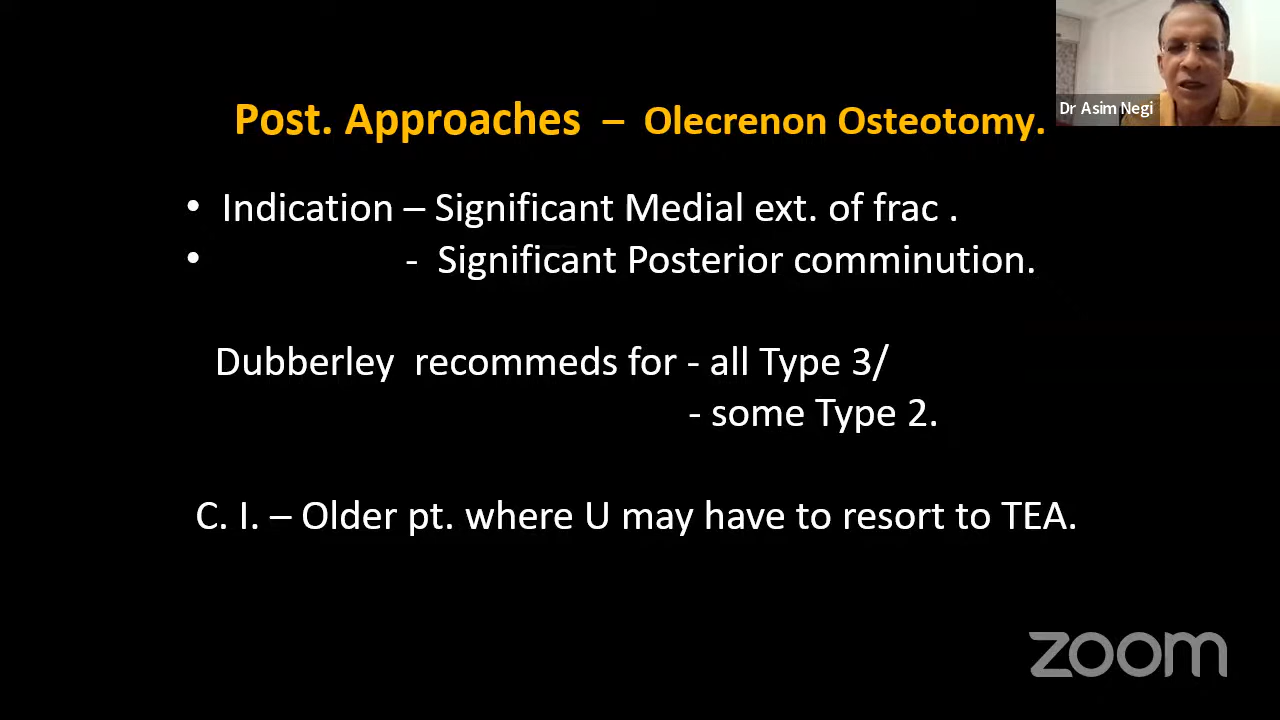 Dr Asim Negi
Post. Approaches – Olecrenon Osteotomy.
• Indication – Significant Medial ext. of frac .
• - Significant Posterior comminution.
Dubberley recommeds for - all Type 3/
- some Type 2.
C. I. – Older pt. where U may have to resort to TEA.
zoom